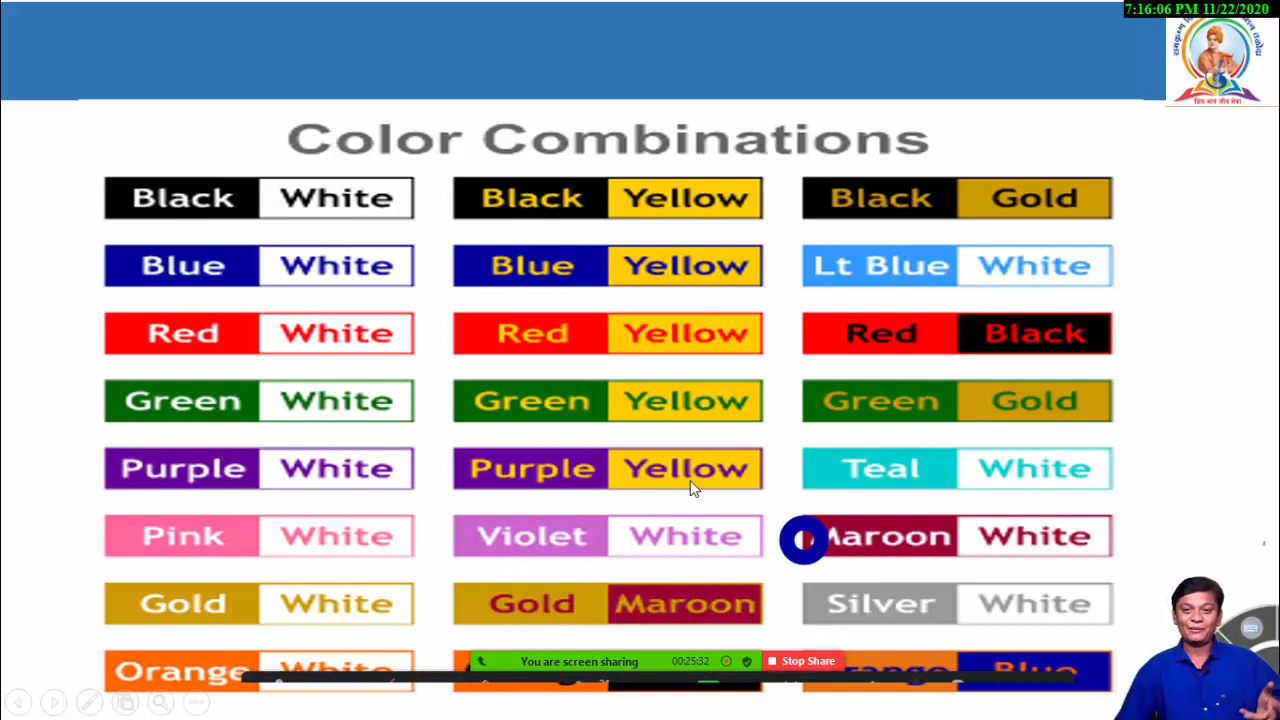 7:16:06 PM 11/22/2020
Color Combinations
Black White Black Yellow Black Gold
Blue White Blue Yellow Lt Blue White
Red White Red Yellow Red Black
Green White Green Yellow Green Gold
Purple White Purple Yellow Teal White
Pink White Violet White Maroon White
Gold White Gold Maroon Silver White
Orange White Orange Blue
You are screen sharing 00:25:32 Stop Share